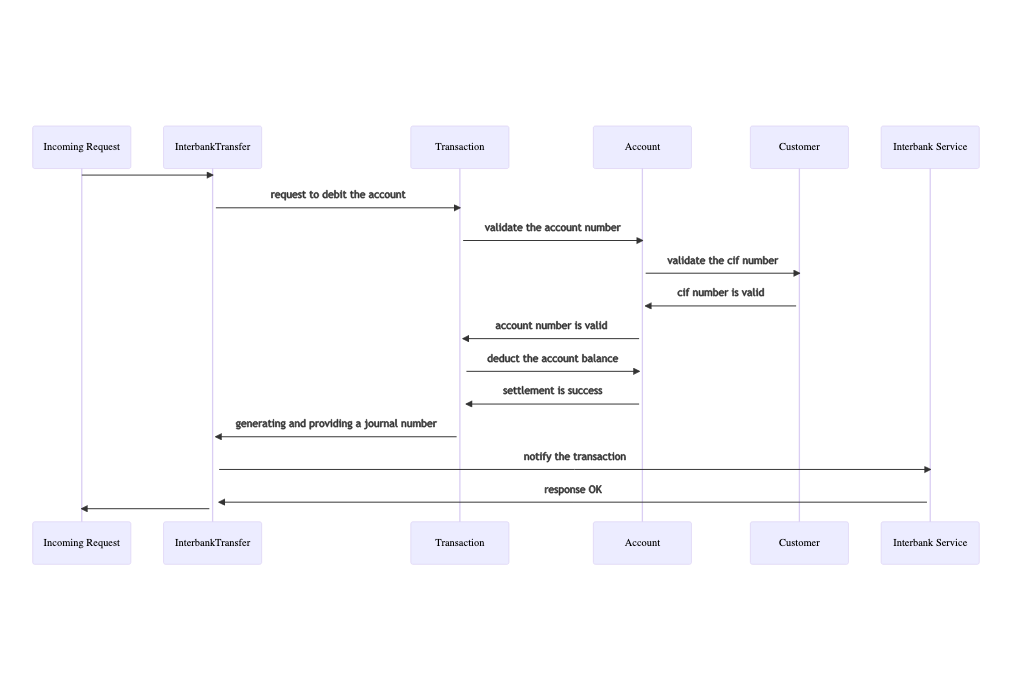 Incoming Request
InterbankTransfer
Transaction
Account
Customer
Interbank Service
request to debit the account
validate the account number
validate the cif number
cif number is valid
account number is valid
deduct the account balance
settlement is success
generating and providing a journal number
notify the transaction
response OK
Incoming Request
InterbankTransfer
Transaction
Account
Customer
Interbank Service